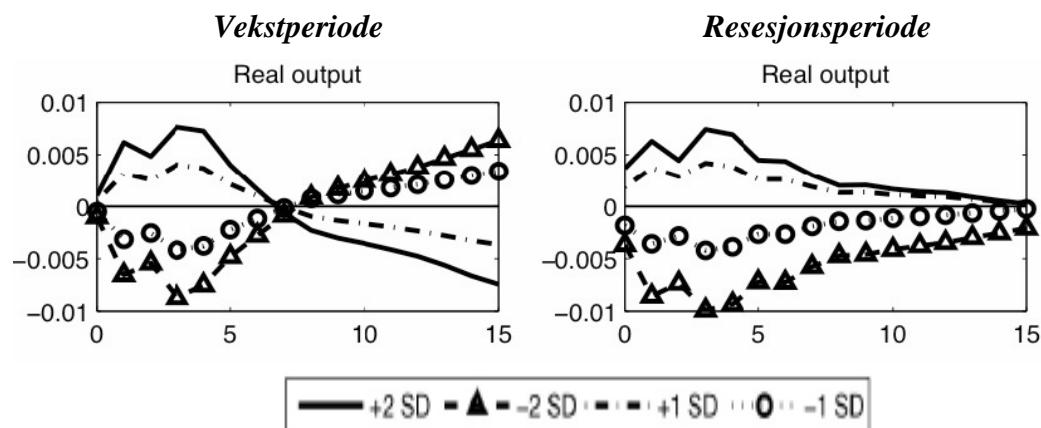 Vekstperiode Resesjonsperiode
Real output Real output
0.01 0.01
0.005 0.005
0 0
−0.005 −0.005
−0.01 −0.01
0 5 10 15 0 5 10 15
+2 SD −2 SD +1 SD −1 SD